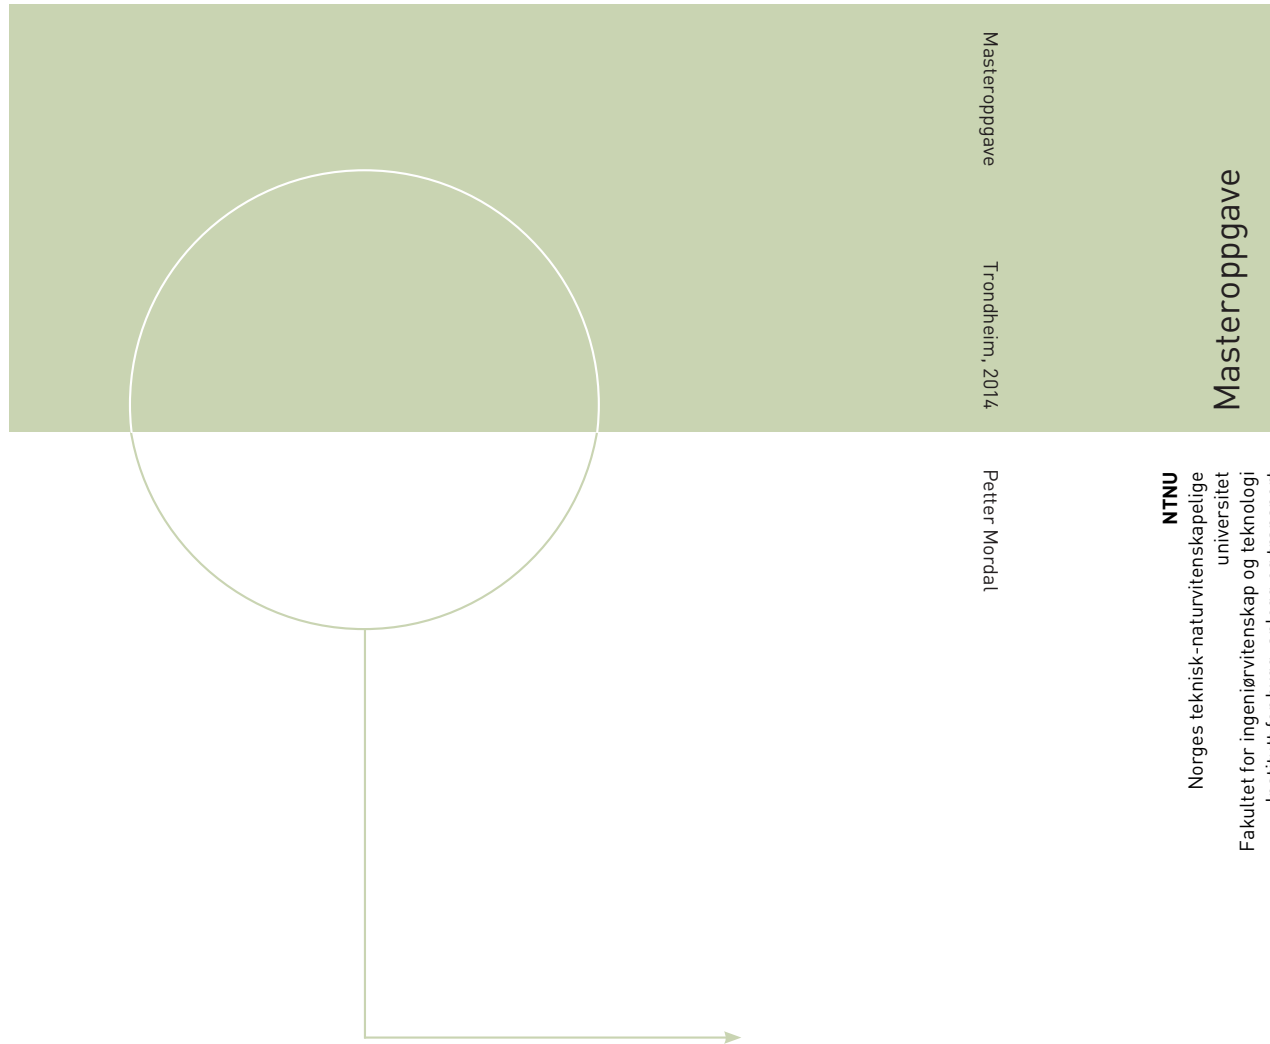 Masteroppgave
Trondheim, 2014
Petter Mordal
Masteroppgave
NTNU
Norges teknisk-naturvitenskapelige
universitet
Fakultet for ingeniørvitenskap og teknologi